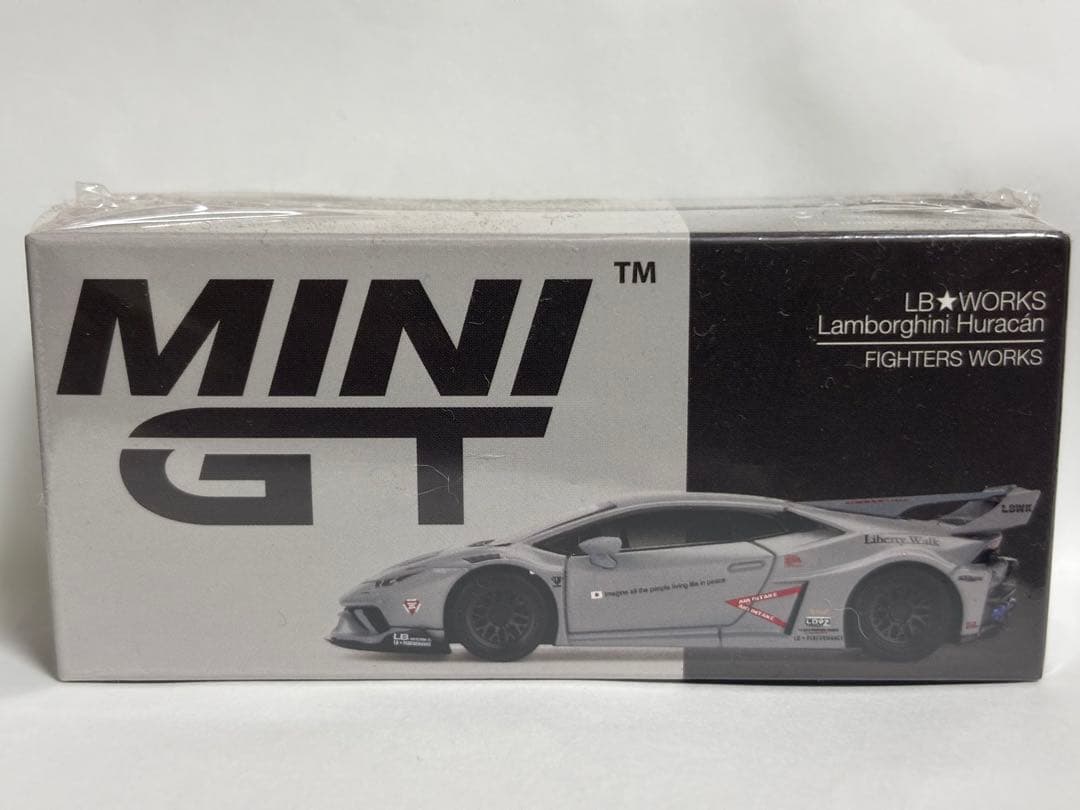 MINI
GT
TM
LB★WORKS
Lamborghini Huracán
FIGHTERS WORKS
Liberty Walk
Imagine all the people living life in peace
LB